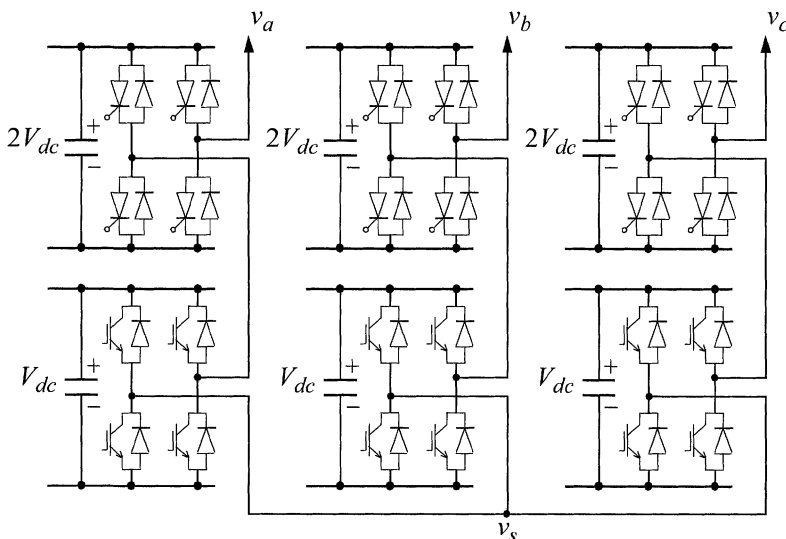 v_a
v_b
v_c
2V_dc
+
−
2V_dc
+
−
2V_dc
+
−
V_dc
+
−
V_dc
+
−
V_dc
+
−
v_s